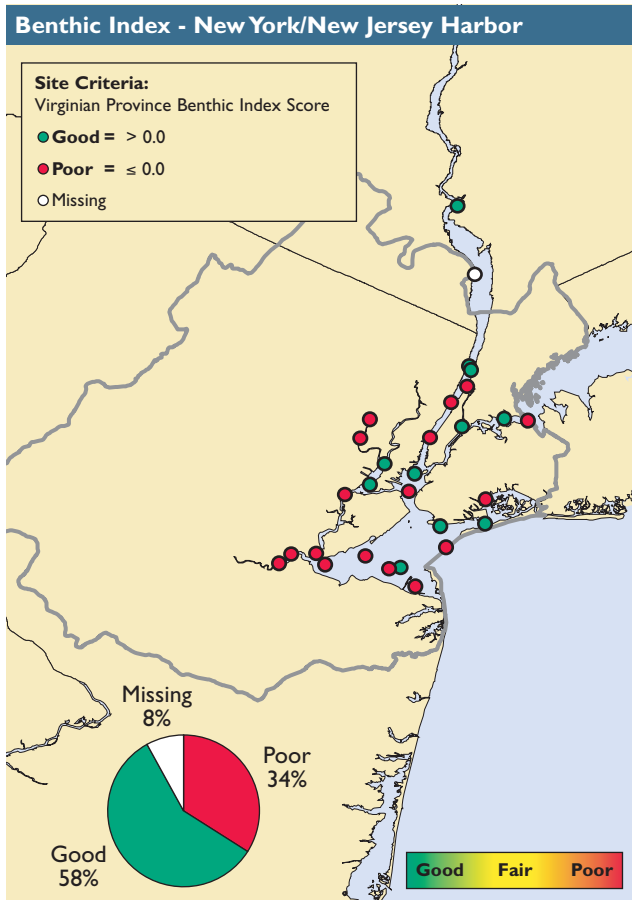 Benthic Index - New York/New Jersey Harbor
Site Criteria:
Virginian Province Benthic Index Score
Good = > 0.0
Poor = ≤ 0.0
Missing
Missing
8%
Poor
34%
Good
58%
Good Fair Poor